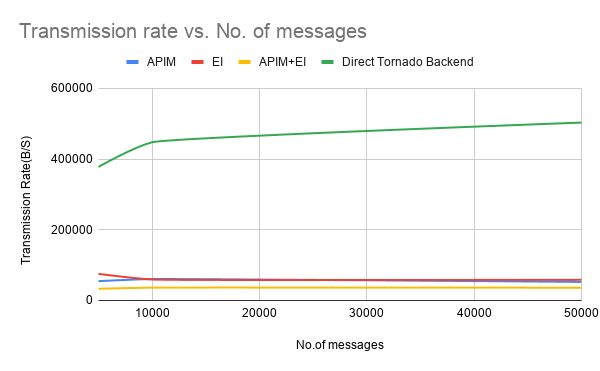 Transmission rate vs. No. of messages
APIM EI APIM+EI Direct Tornado Backend
600000
400000
200000
0
Transmission Rate(B/S)
10000 20000 30000 40000 50000
No.of messages